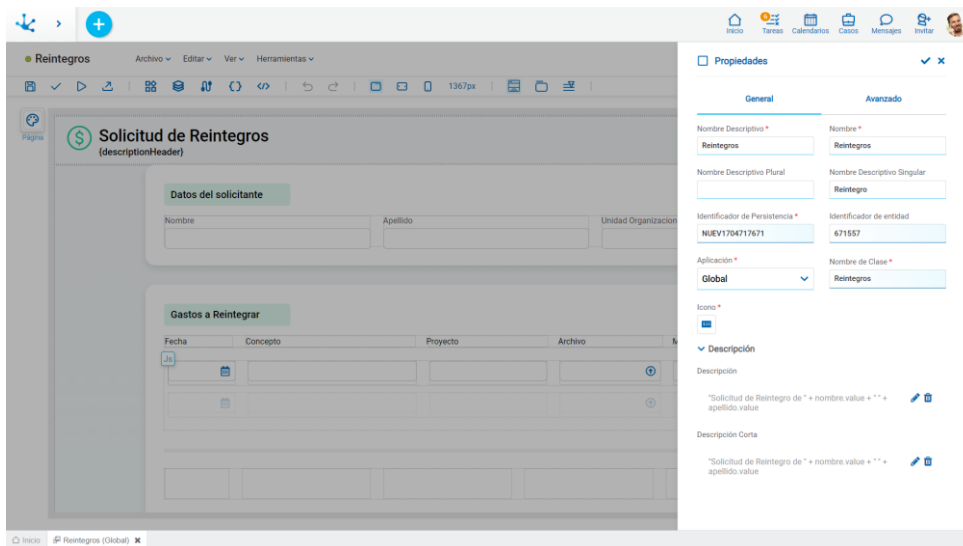 6
Inicio
Tareas
Calendarios
Casos
Mensajes
Invitar
Reintegros
Archivo
Editar
Ver
Herramientas
1367px
Página
Solicitud de Reintegros
{descriptionHeader}
Datos del solicitante
Nombre
Apellido
Unidad Organizacion
Gastos a Reintegrar
Fecha
Concepto
Proyecto
Archivo
M
Js
Propiedades
General
Avanzado
Nombre Descriptivo *
Nombre *
Reintegros
Reintegros
Nombre Descriptivo Plural
Nombre Descriptivo Singular
Reintegro
Identificador de Persistencia *
Identificador de entidad
NUEV1704717671
671557
Aplicación *
Nombre de Clase *
Global
Reintegros
Icono *
Descripción
Descripción
"Solicitud de Reintegro de " + nombre.value + " " +
apellido.value
Descripción Corta
"Solicitud de Reintegro de " + nombre.value + " " +
apellido.value
Inicio
Reintegros (Global)